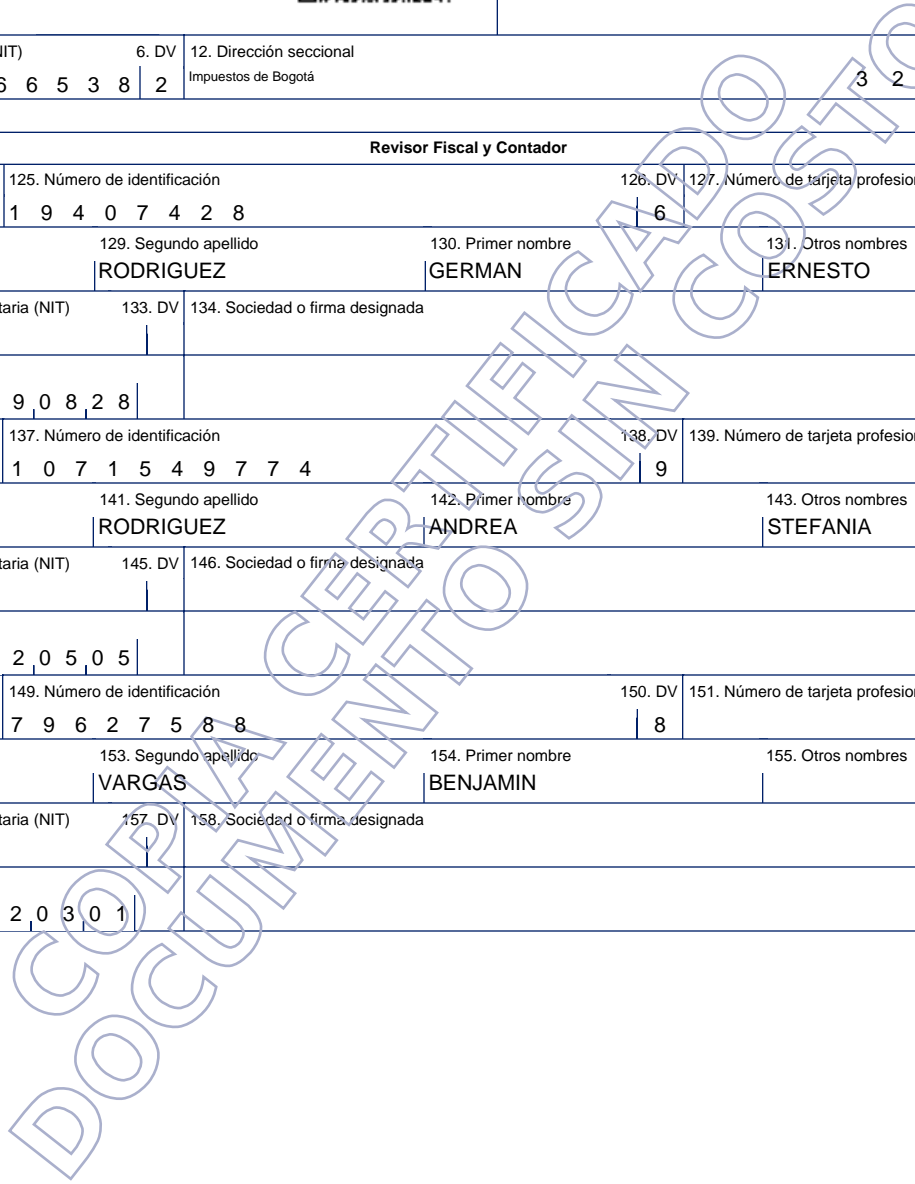 6. DV 12. Dirección seccional
6 6 5 3 8 2 Impuestos de Bogotá 3 2
Revisor Fiscal y Contador
125. Número de identificación 126. DV 127. Número de tarjeta
1 9 4 0 7 4 2 8 6
129. Segundo apellido 130. Primer nombre 131. Otros nombres
RODRIGUEZ GERMAN ERNESTO
(NIT) 133. DV 134. Sociedad o firma designada
9 0 8 2 8
137. Número de identificación 138. DV 139. Número de tarjeta
1 0 7 1 5 4 9 7 7 4 9
141. Segundo apellido 142. Primer nombre 143. Otros nombres
RODRIGUEZ ANDREA STEFANIA
(NIT) 145. DV 146. Sociedad o firma designada
2 0 5 0 5
149. Número de identificación 150. DV 151. Número de tarjeta
7 9 6 2 7 5 8 8 8
153. Segundo apellido 154. Primer nombre 155. Otros nombres
VARGAS BENJAMIN
(NIT) 157. DV 158. Sociedad o firma designada
2 0 3 0 1
COPIA CERTIFICADO
DOCUMENTO SIN COSTO